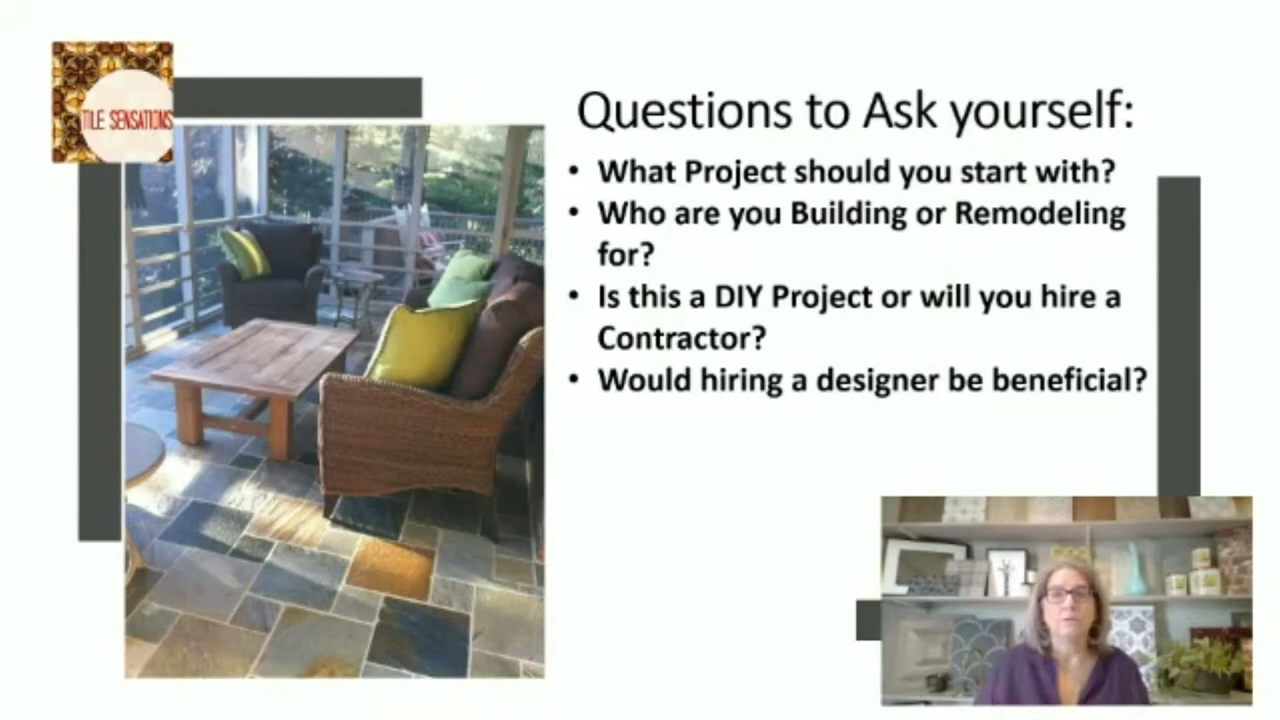 TILE SENSATIONS
Questions to Ask yourself:
• What Project should you start with?
• Who are you Building or Remodeling
for?
• Is this a DIY Project or will you hire a
Contractor?
• Would hiring a designer be beneficial?